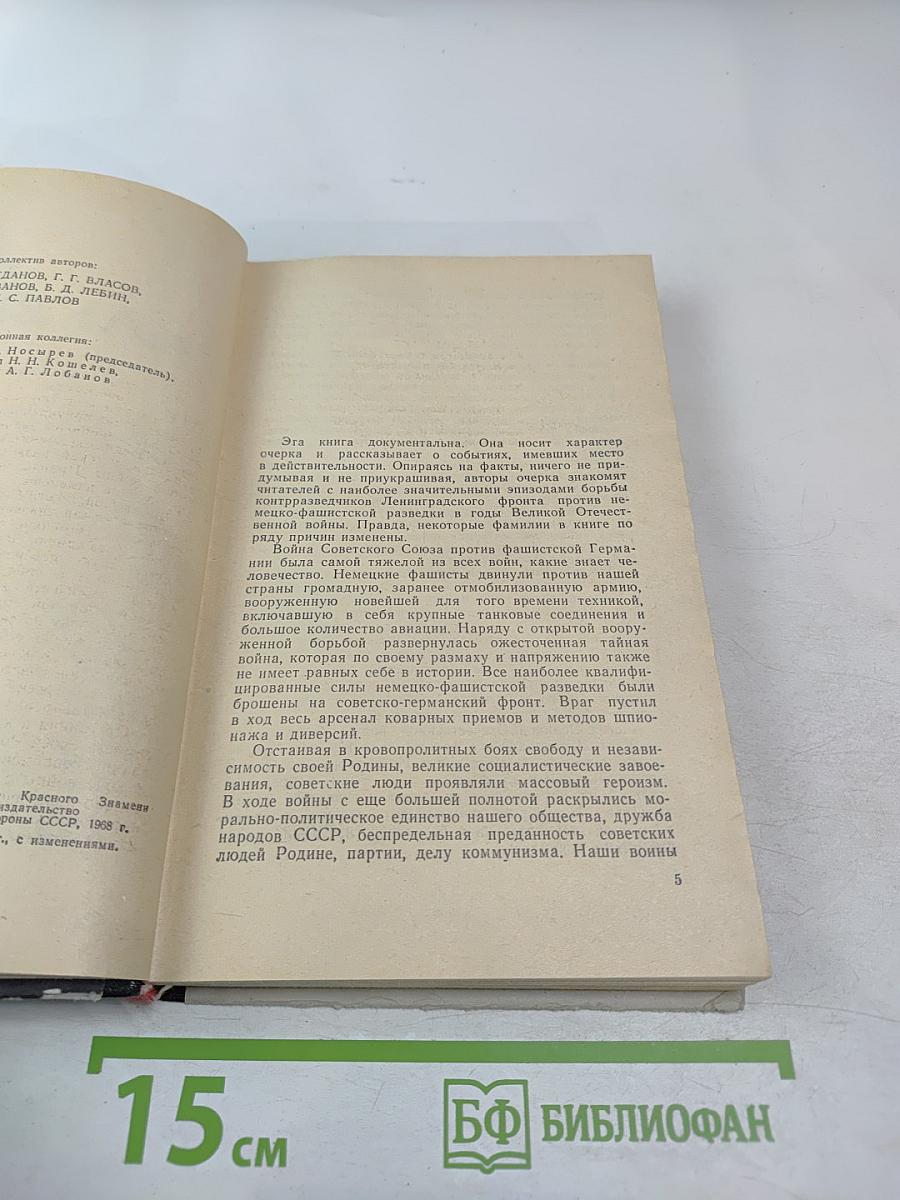 коллектив авторов:
ГДАНОВ, Г. Г. ВЛАСОВ,
ВАНОВ, Б. Д. ЛЕБИН,
С. ПАВЛОВ
онная коллегия:
Носырев (председатель),
Н. Н. Кошелев,
А. Г. Лобанов
Красного Знамени
издательство
ороны СССР, 1968 г.
г., с изменениями.
Эга книга документальна. Она носит характер
очерка и рассказывает о событиях, имевших место
в действительности. Опираясь на факты, ничего не при-
думывая и не приукрашивая, авторы очерка знакомят
читателей с наиболее значительными эпизодами борьбы
контрразведчиков Ленинградского фронта против не-
мецко-фашистской разведки в годы Великой Отечест-
венной войны. Правда, некоторые фамилии в книге по
ряду причин изменены.
Война Советского Союза против фашистской Герма-
нии была самой тяжелой из всех войн, какие знает че-
ловечество. Немецкие фашисты двинули против нашей
страны громадную, заранее отмобилизованную армию,
вооруженную новейшей для того времени техникой,
включавшую в себя крупные танковые соединения и
большое количество авиации. Наряду с открытой воору-
женной борьбой развернулась ожесточенная тайная
война, которая по своему размаху и напряжению также
не имеет равных себе в истории. Все наиболее квалифи-
цированные силы немецко-фашистской разведки были
брошены на советско-германский фронт. Враг пустил
в ход весь арсенал коварных приемов и методов шпио-
нажа и диверсий.
Отстаивая в кровопролитных боях свободу и незави-
симость своей Родины, великие социалистические завое-
вания, советские люди проявляли массовый героизм.
В ходе войны с еще большей полнотой раскрылись мо-
рально-политическое единство нашего общества, дружба
народов СССР, беспредельная преданность советских
людей Родине, партии, делу коммунизма. Наши воины
5
15 см
БФ БИБЛИОФАН